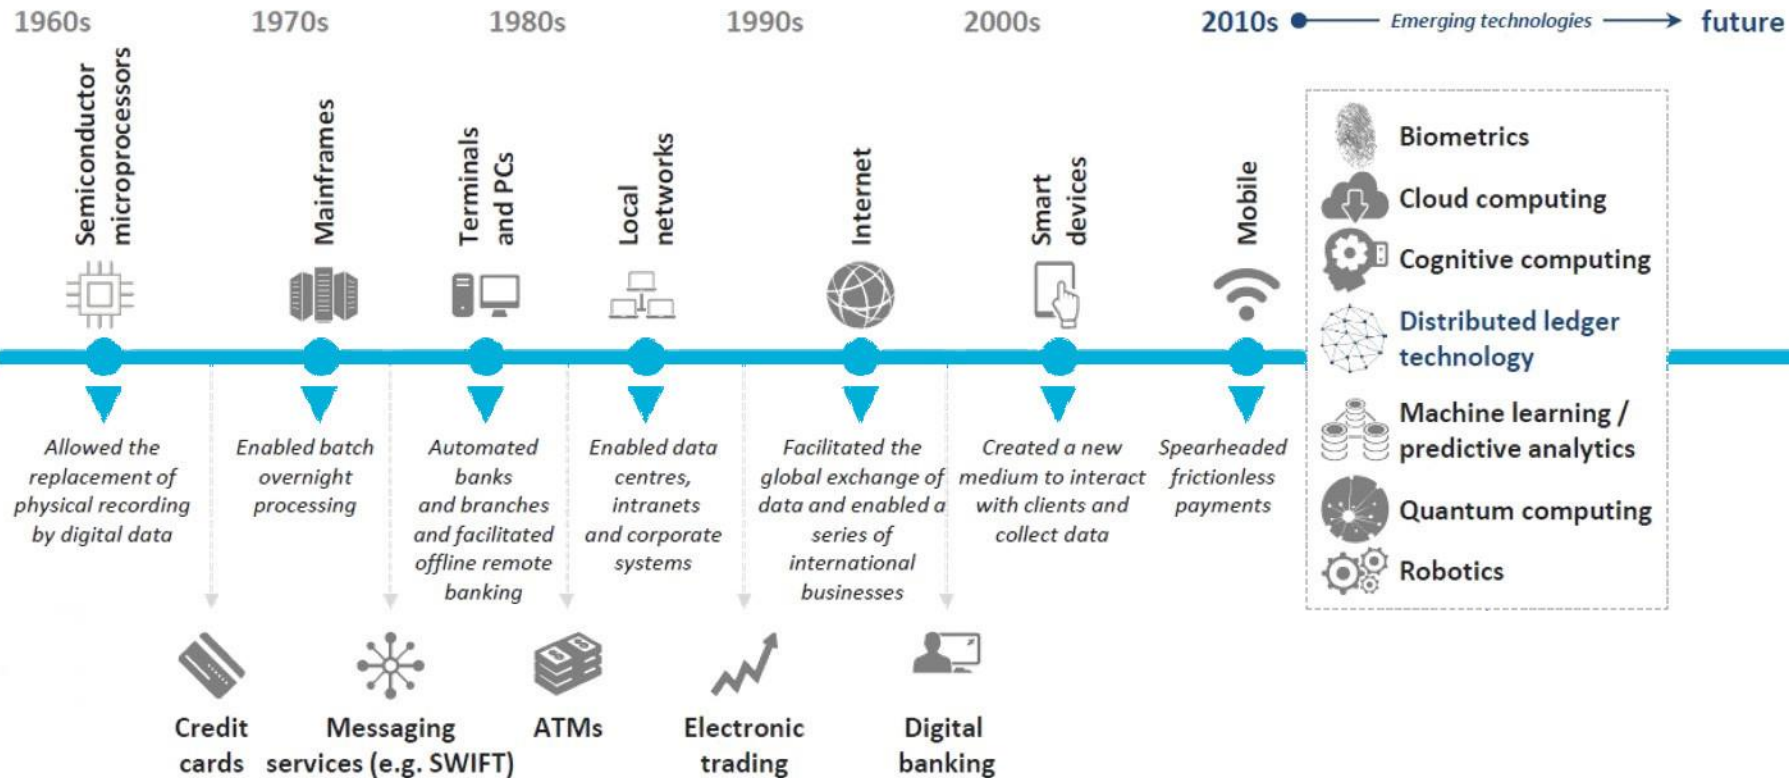 1960s
1970s
1980s
1990s
2000s
2010s
Emerging technologies
future
Semiconductor
microprocessors
Mainframes
Terminals
and PCs
Local
networks
Internet
Smart
devices
Mobile
Biometrics
Cloud computing
Cognitive computing
Distributed ledger
technology
Machine learning /
predictive analytics
Quantum computing
Robotics
Allowed the
replacement of
physical recording
by digital data
Enabled batch
overnight
processing
Automated
banks
and branches
and facilitated
offline remote
banking
Enabled data
centres,
intranets
and corporate
systems
Facilitated the
global exchange of
data and enabled a
series of
international
businesses
Created a new
medium to interact
with clients and
collect data
Spearheaded
frictionless
payments
Credit
cards
Messaging
services (e.g. SWIFT)
ATMs
Electronic
trading
Digital
banking